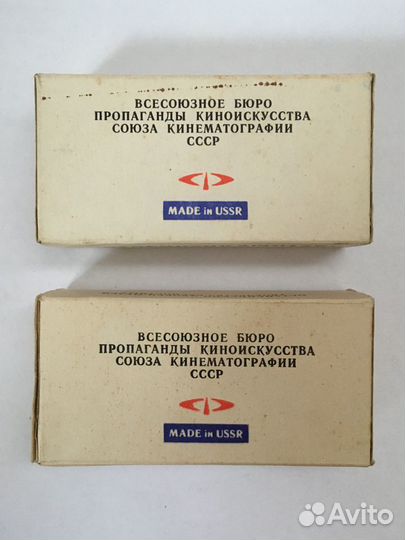 ВСЕСОЮЗНОЕ БЮРО
ПРОПАГАНДЫ КИНОИСКУССТВА
СОЮЗА КИНЕМАТОГРАФИИ
СССР
MADE in USSR
ВСЕСОЮЗНОЕ БЮРО
ПРОПАГАНДЫ КИНОИСКУССТВА
СОЮЗА КИНЕМАТОГРАФИИ
СССР
MADE in USSR
Avito